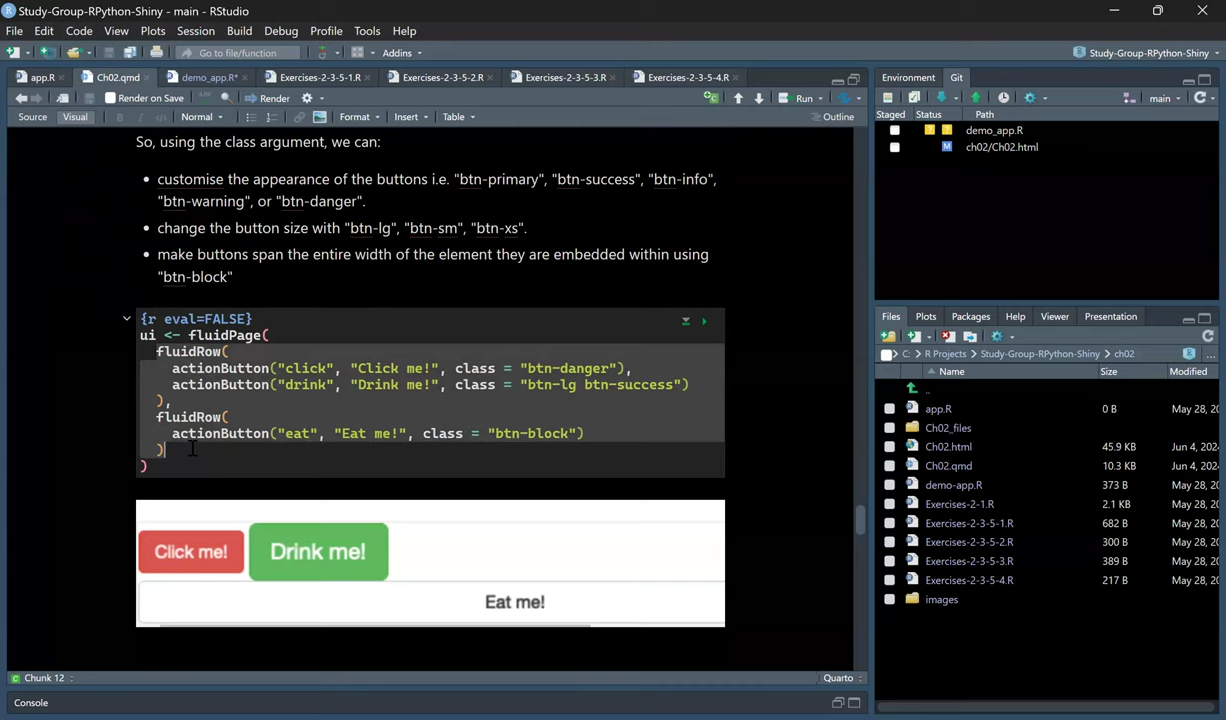 Study-Group-RPython-Shiny - main - RStudio
File Edit Code View Plots Session Build Debug Profile Tools Help
Go to file/function Addins Study-Group-RPython-Shiny
app.R Ch02.qmd demo_app.R* Exercises-2-3-5-1.R Exercises-2-3-5-2.R Exercises-2-3-5-3.R Exercises-2-3-5-4.R
Render on Save ABC Render Run
Source Visual B I </> Normal Format Insert Table Outline
So, using the class argument, we can:
• customise the appearance of the buttons i.e. "btn-primary", "btn-success", "btn-info",
"btn-warning", or "btn-danger".
• change the button size with "btn-lg", "btn-sm", "btn-xs".
• make buttons span the entire width of the element they are embedded within using
"btn-block"
{r eval=FALSE}
ui <- fluidPage(
fluidRow(
actionButton("click", "Click me!", class = "btn-danger"),
actionButton("drink", "Drink me!", class = "btn-lg btn-success")
),
fluidRow(
actionButton("eat", "Eat me!", class = "btn-block")
)
)
Click me! Drink me!
Eat me!
Chunk 12 Quarto
Console
Environment Git
main
Staged Status Path
? ? demo_app.R
M ch02/Ch02.html
Files Plots Packages Help Viewer Presentation
C: > R Projects > Study-Group-RPython-Shiny > ch02 ...
Name Size Modified
..
app.R 0 B May 28, 20
Ch02_files
Ch02.html 45.9 KB Jun 4, 202
Ch02.qmd 10.3 KB Jun 4, 202
demo-app.R 373 B May 28, 20
Exercises-2-1.R 2.1 KB May 28, 20
Exercises-2-3-5-1.R 682 B May 28, 20
Exercises-2-3-5-2.R 300 B May 28, 20
Exercises-2-3-5-3.R 389 B May 28, 20
Exercises-2-3-5-4.R 217 B May 28, 20
images